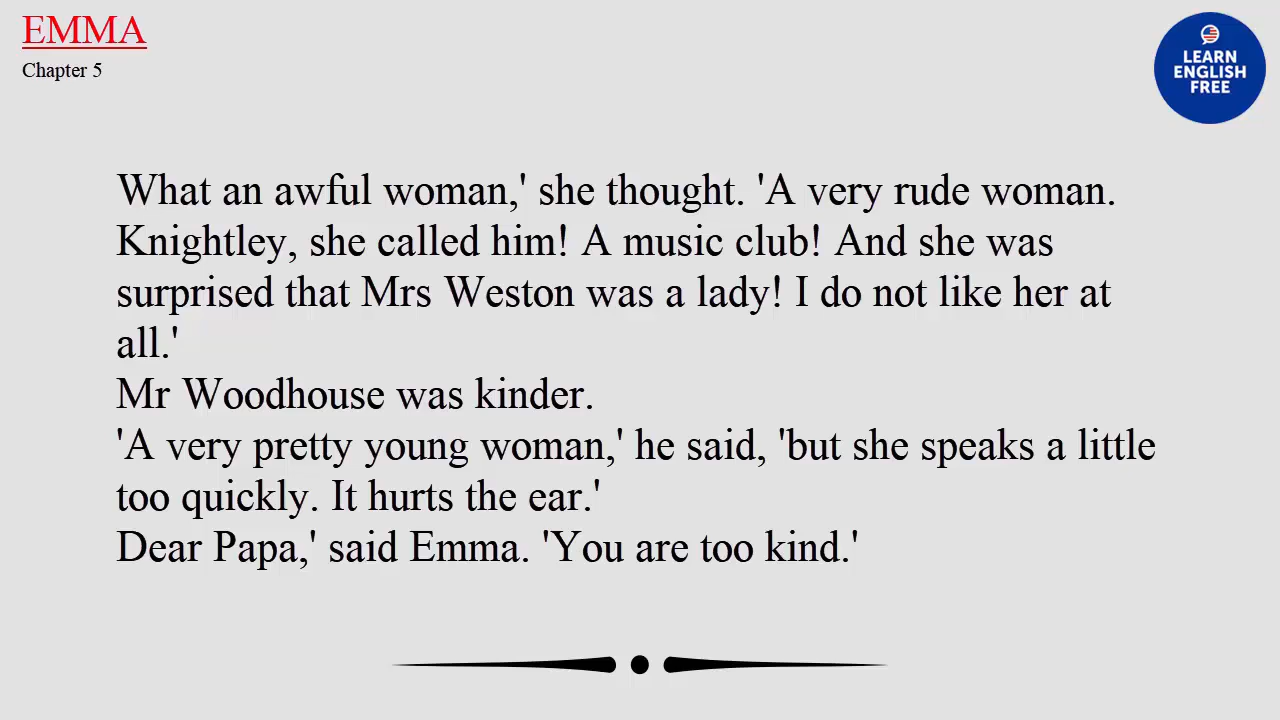 EMMA
Chapter 5
LEARN
ENGLISH
FREE
What an awful woman,' she thought. 'A very rude woman.
Knightley, she called him! A music club! And she was
surprised that Mrs Weston was a lady! I do not like her at
all.'
Mr Woodhouse was kinder.
'A very pretty young woman,' he said, 'but she speaks a little
too quickly. It hurts the ear.'
Dear Papa,' said Emma. 'You are too kind.'